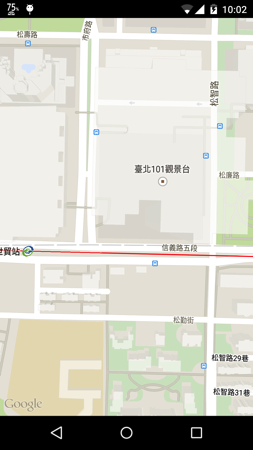 75%
10:02
松壽路
市府路
松智路
臺北101觀景台
松廉路
世貿站
信義路五段
松勤街
松智路29巷
松智路31巷
Google